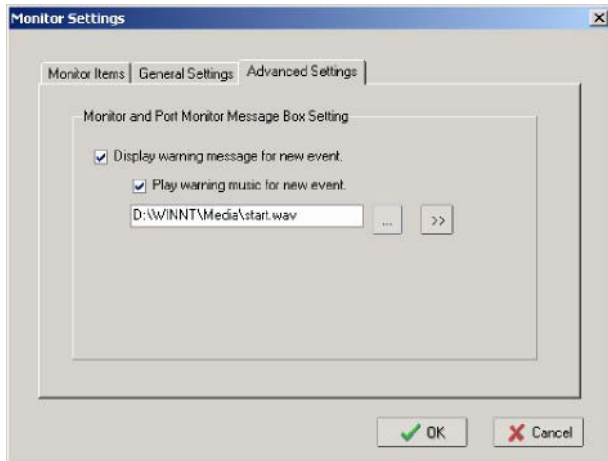 Monitor Settings
Monitor Items General Settings Advanced Settings
Monitor and Port Monitor Message Box Setting
Display warning message for new event.
Play warning music for new event.
D:\WINNT\Media\start.wav ... >>
OK Cancel